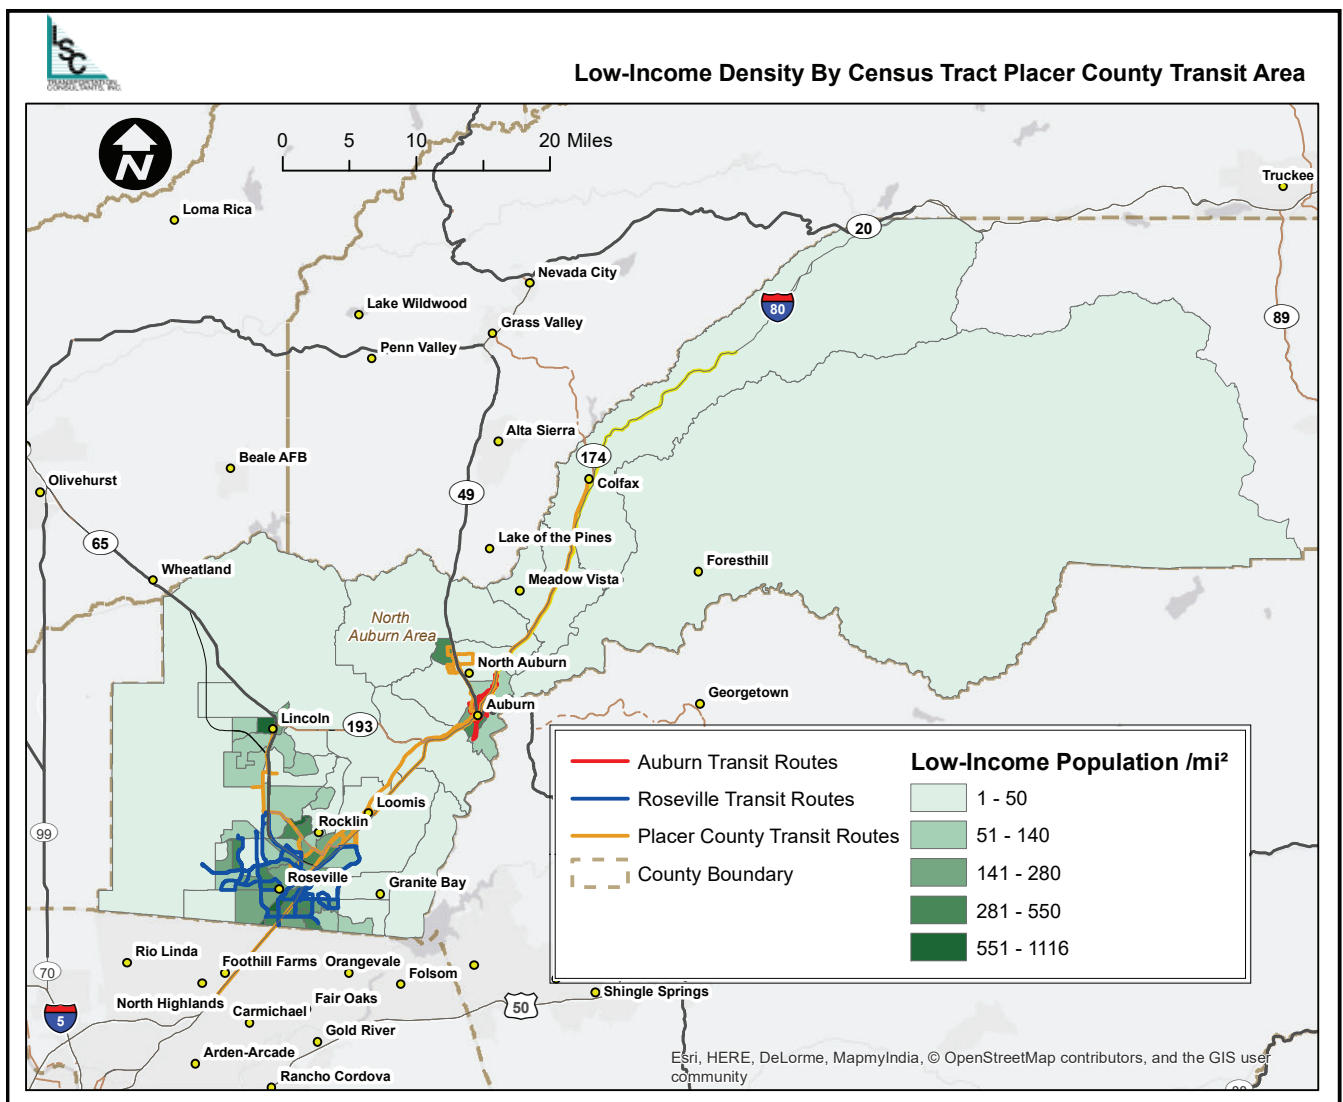 LSC
TRANSPORTATION
CONSULTANTS, INC.
Low-Income Density By Census Tract Placer County Transit Area
N
0 5 10 20 Miles
Truckee
Loma Rica
20
Nevada City
80
Lake Wildwood
89
Grass Valley
Penn Valley
Alta Sierra
174
Beale AFB
Olivehurst
Colfax
49
65
Lake of the Pines
Foresthill
Wheatland
Meadow Vista
North
Auburn Area
North Auburn
Georgetown
Auburn
Lincoln
193
Loomis
Rocklin
99
Roseville
Granite Bay
Auburn Transit Routes
Roseville Transit Routes
Placer County Transit Routes
County Boundary
Low-Income Population /mi²
1 - 50
51 - 140
141 - 280
281 - 550
551 - 1116
Rio Linda
Foothill Farms
Orangevale
70
Folsom
North Highlands
Fair Oaks
Shingle Springs
Carmichael
50
5
Gold River
Arden-Arcade
Rancho Cordova
Esri, HERE, DeLorme, MapmyIndia, © OpenStreetMap contributors, and the GIS user
community